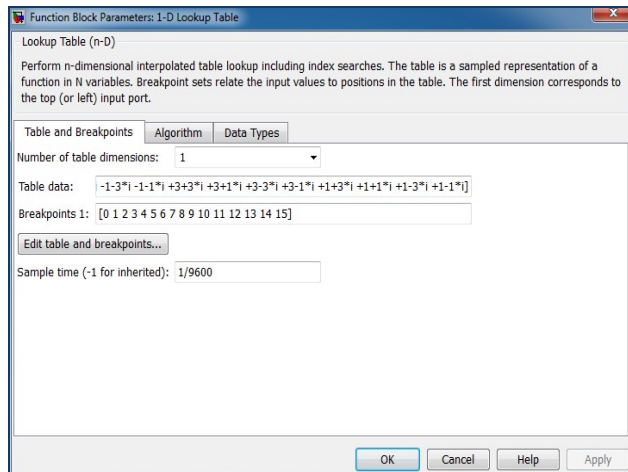 Function Block Parameters: 1-D Lookup Table
Lookup Table (n-D)
Perform n-dimensional interpolated table lookup including index searches. The table is a sampled representation of a
function in N variables. Breakpoint sets relate the input values to positions in the table. The first dimension corresponds to
the top (or left) input port.
Table and Breakpoints Algorithm Data Types
Number of table dimensions: 1
Table data: i -1-3*i -1-1*i +3+3*i +3+1*i +3-3*i +3-1*i +1+3*i +1+1*i +1-3*i +1-1*i]
Breakpoints 1: [0 1 2 3 4 5 6 7 8 9 10 11 12 13 14 15]
Edit table and breakpoints...
Sample time (-1 for inherited): 1/9600
OK Cancel Help Apply